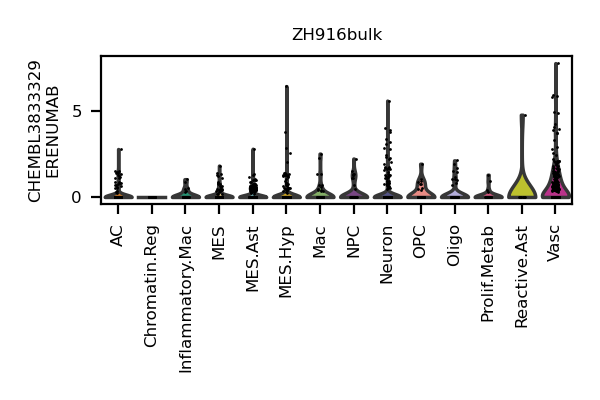 ZH916bulk
CHEMBL3833329
ERENUMAB
5
0
AC
Chromatin.Reg
Inflammatory.Mac
MES
MES.Ast
MES.Hyp
Mac
NPC
Neuron
OPC
Oligo
Prolif.Metab
Reactive.Ast
Vasc